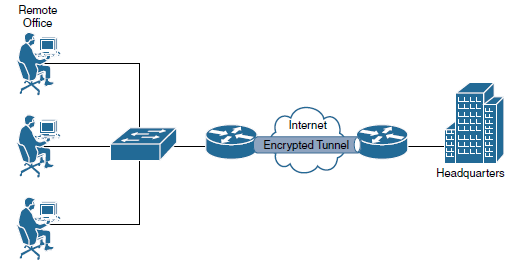 Remote
Office
Internet
Encrypted Tunnel
Headquarters